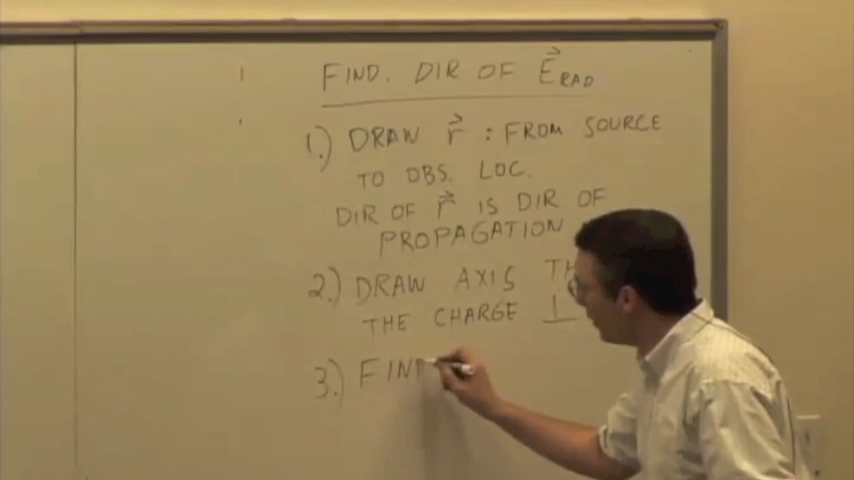 FIND. DIR OF E⃗RAD
1.) DRAW r⃗ : FROM SOURCE
TO OBS. LOC.
DIR OF r⃗ IS DIR OF
PROPAGATION
2.) DRAW AXIS TH
THE CHARGE ⊥
3.) FIND